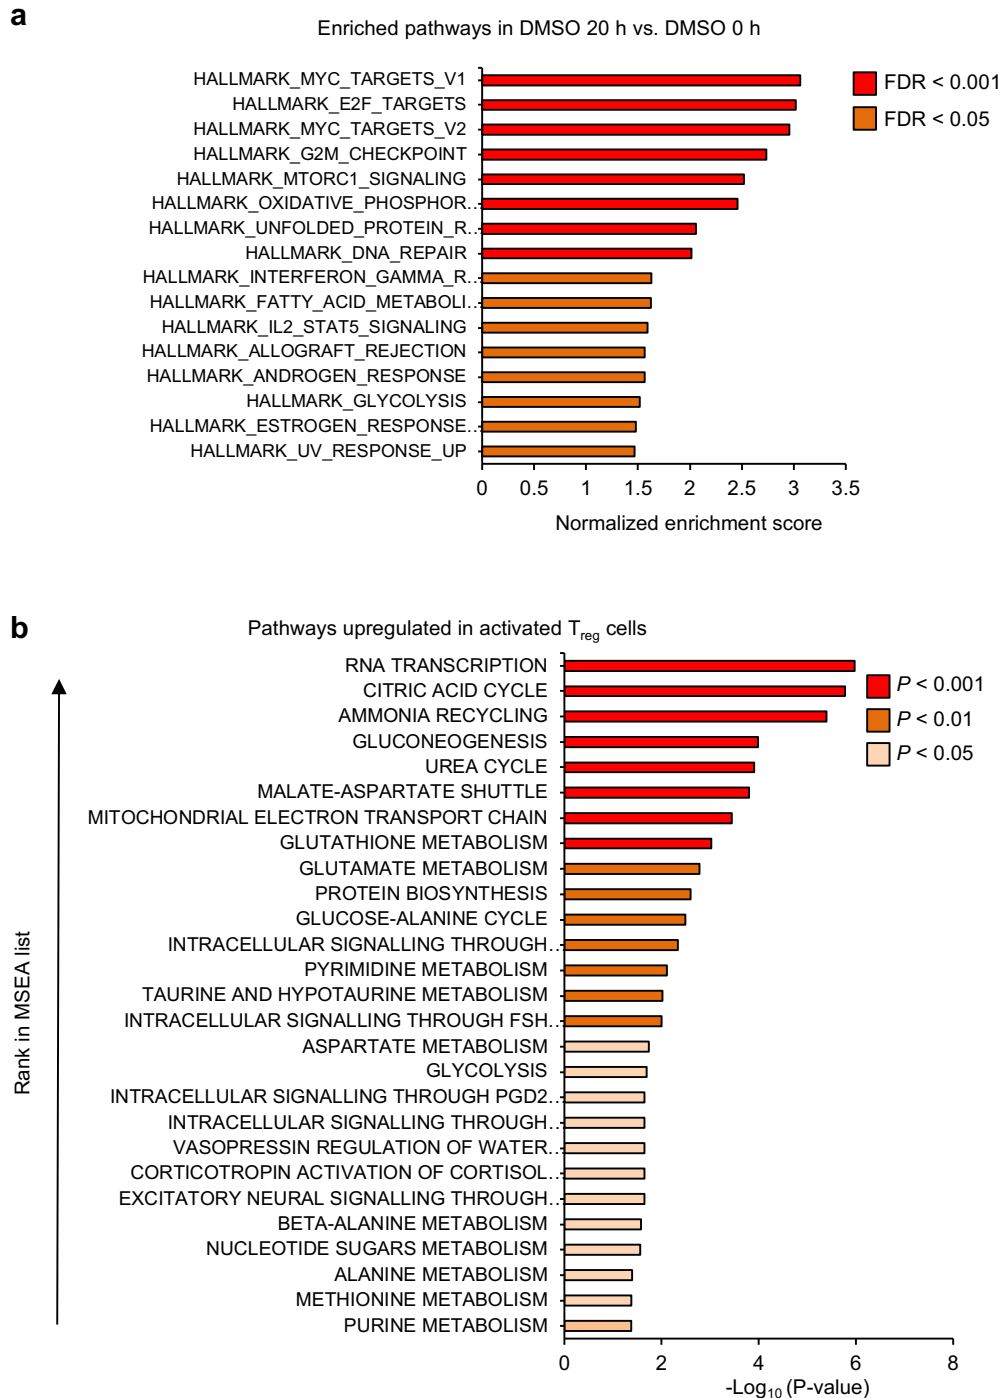 a
Enriched pathways in DMSO 20 h vs. DMSO 0 h
HALLMARK_MYC_TARGETS_V1
HALLMARK_E2F_TARGETS
HALLMARK_MYC_TARGETS_V2
HALLMARK_G2M_CHECKPOINT
HALLMARK_MTORC1_SIGNALING
HALLMARK_OXIDATIVE_PHOSPHOR…
HALLMARK_UNFOLDED_PROTEIN_R…
HALLMARK_DNA_REPAIR
HALLMARK_INTERFERON_GAMMA_R…
HALLMARK_FATTY_ACID_METABOLI…
HALLMARK_IL2_STAT5_SIGNALING
HALLMARK_ALLOGRAFT_REJECTION
HALLMARK_ANDROGEN_RESPONSE
HALLMARK_GLYCOLYSIS
HALLMARK_ESTROGEN_RESPONSE…
HALLMARK_UV_RESPONSE_UP
FDR < 0.001
FDR < 0.05
0 0.5 1 1.5 2 2.5 3 3.5
Normalized enrichment score
b
Pathways upregulated in activated Treg cells
RNA TRANSCRIPTION
CITRIC ACID CYCLE
AMMONIA RECYCLING
GLUCONEOGENESIS
UREA CYCLE
MALATE-ASPARTATE SHUTTLE
MITOCHONDRIAL ELECTRON TRANSPORT CHAIN
GLUTATHIONE METABOLISM
GLUTAMATE METABOLISM
PROTEIN BIOSYNTHESIS
GLUCOSE-ALANINE CYCLE
INTRACELLULAR SIGNALLING THROUGH…
PYRIMIDINE METABOLISM
TAURINE AND HYPOTAURINE METABOLISM
INTRACELLULAR SIGNALLING THROUGH FSH…
ASPARTATE METABOLISM
GLYCOLYSIS
INTRACELLULAR SIGNALLING THROUGH PGD2…
INTRACELLULAR SIGNALLING THROUGH…
VASOPRESSIN REGULATION OF WATER…
CORTICOTROPIN ACTIVATION OF CORTISOL…
EXCITATORY NEURAL SIGNALLING THROUGH…
BETA-ALANINE METABOLISM
NUCLEOTIDE SUGARS METABOLISM
ALANINE METABOLISM
METHIONINE METABOLISM
PURINE METABOLISM
Rank in MSEA list
P < 0.001
P < 0.01
P < 0.05
0 2 4 6 8
-Log10 (P-value)